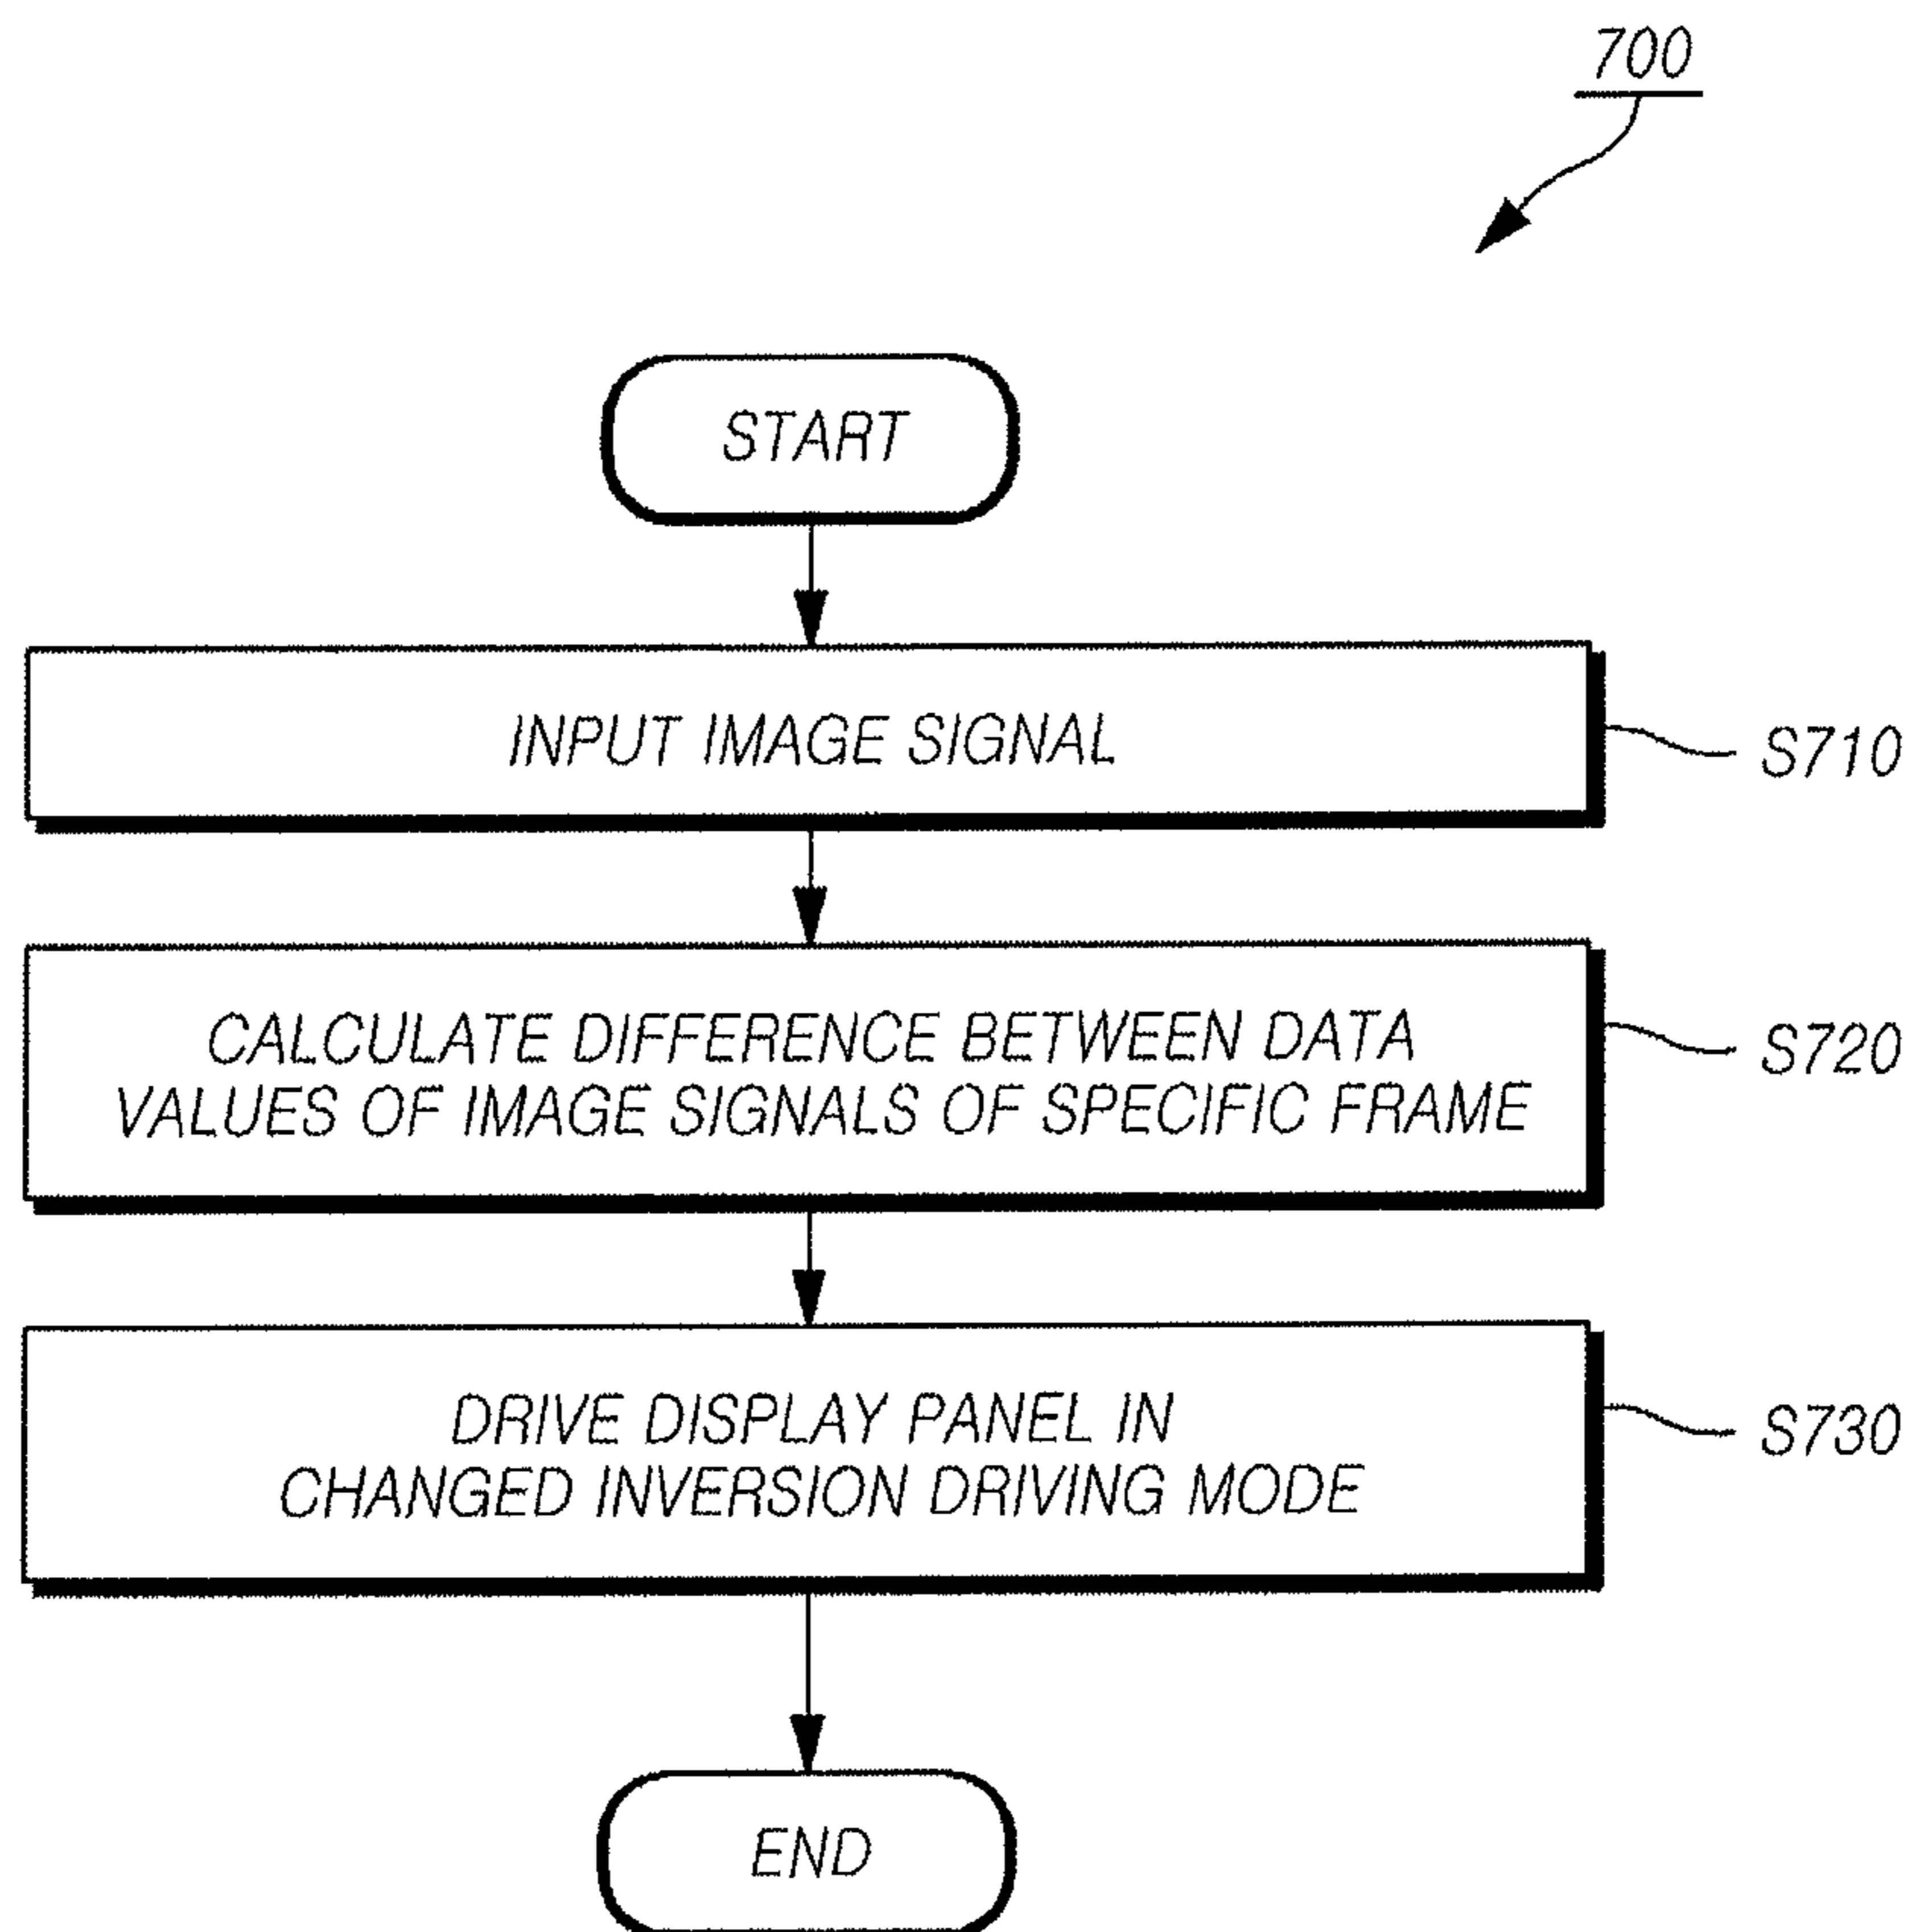 700
START
INPUT IMAGE SIGNAL
S710
CALCULATE DIFFERENCE BETWEEN DATA
VALUES OF IMAGE SIGNALS OF SPECIFIC FRAME
S720
DRIVE DISPLAY PANEL IN
CHANGED INVERSION DRIVING MODE
S730
END